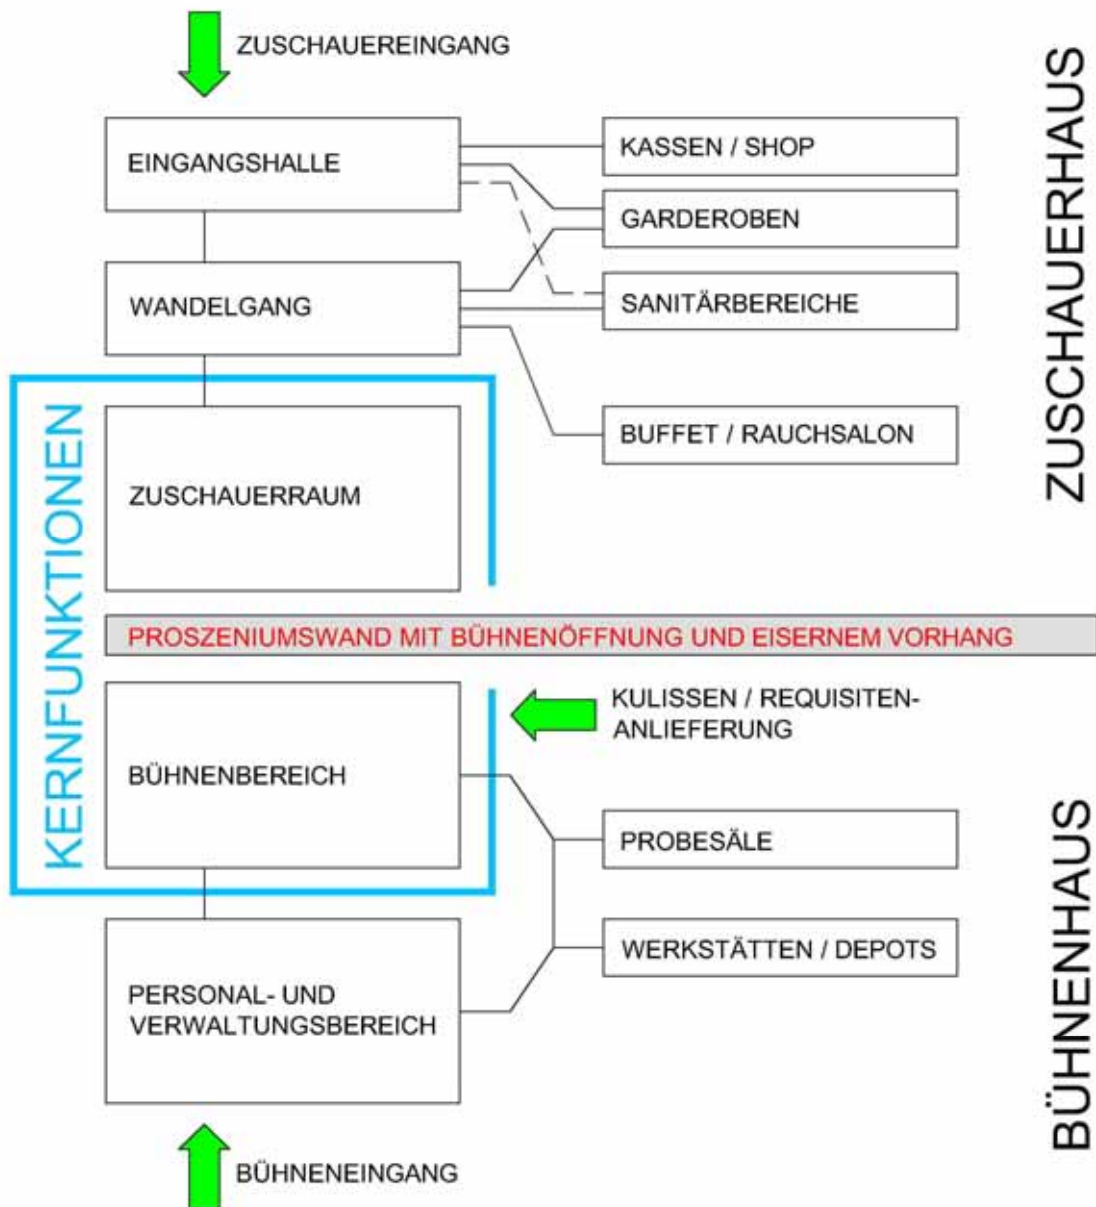 ZUSCHAUEREINGANG
EINGANGSHALLE
KASSEN / SHOP
GARDEROBEN
WANDELGANG
SANITÄRBEREICHE
BUFFET / RAUCHSALON
ZUSCHAUERHAUS
KERNFUNKTIONEN
ZUSCHAUERRAUM
PROSZENIUMSWAND MIT BÜHNENÖFFNUNG UND EISERNEM VORHANG
KULISSEN / REQUISITEN-
ANLIEFERUNG
BÜHNENBEREICH
PROBESÄLE
WERKSTÄTTEN / DEPOTS
PERSONAL- UND
VERWALTUNGSBEREICH
BÜHNENHAUS
BÜHNENEINGANG